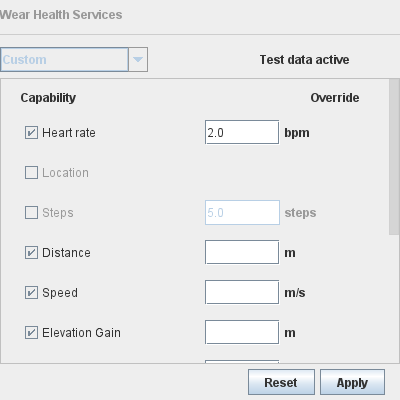 Wear Health Services
Custom Test data active
Capability Override
Heart rate 2.0 bpm
Location
Steps 5.0 steps
Distance m
Speed m/s
Elevation Gain m
Reset Apply